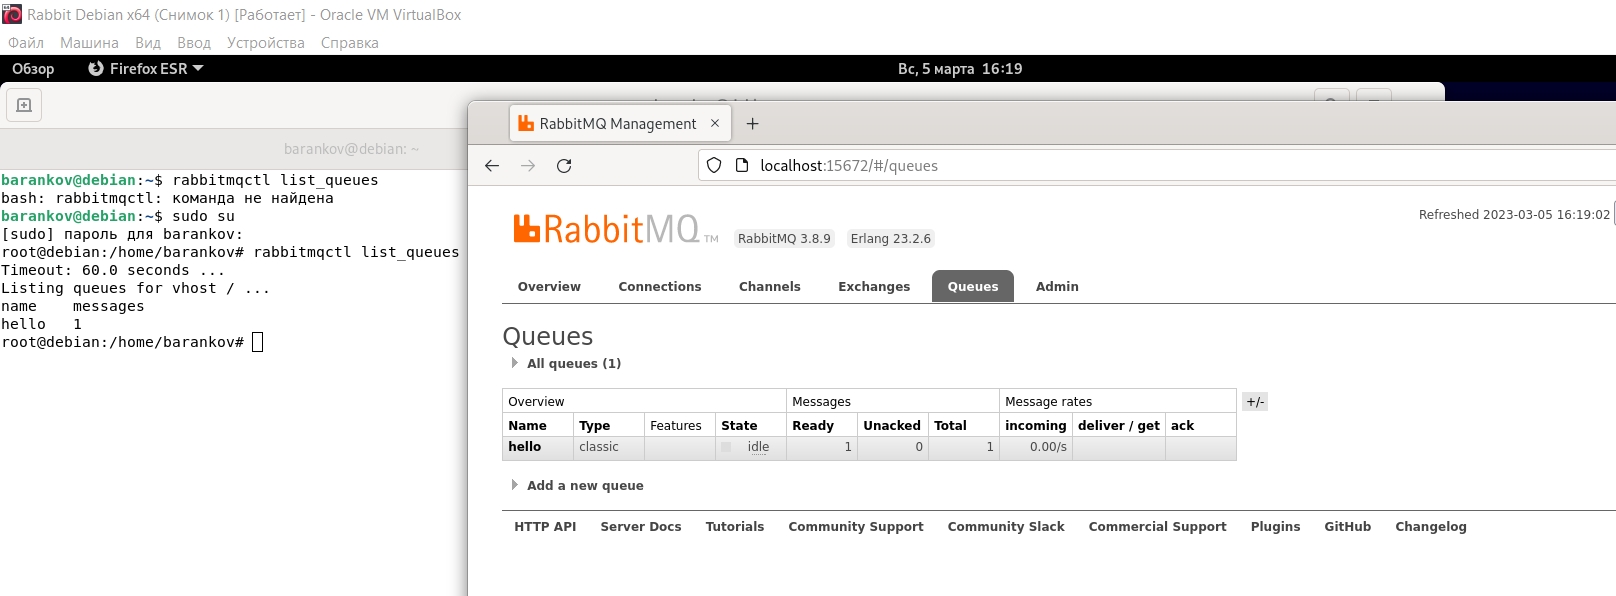 Rabbit Debian x64 (Снимок 1) [Работает] - Oracle VM VirtualBox
Файл Машина Вид Ввод Устройства Справка
Обзор Firefox ESR Вс, 5 марта 16:19
RabbitMQ Management × +
barankov@debian: ~
localhost:15672/#/queues
barankov@debian:~$ rabbitmqctl list_queues
bash: rabbitmqctl: команда не найдена
barankov@debian:~$ sudo su
[sudo] пароль для barankov:
root@debian:/home/barankov# rabbitmqctl list_queues
Timeout: 60.0 seconds ...
Listing queues for vhost / ...
name messages
hello 1
root@debian:/home/barankov#
Refreshed 2023-03-05 16:19:02
RabbitMQ TM RabbitMQ 3.8.9 Erlang 23.2.6
Overview Connections Channels Exchanges Queues Admin
Queues
All queues (1)
Overview Messages Message rates +/-
Name Type Features State Ready Unacked Total incoming deliver / get ack
hello classic idle 1 0 1 0.00/s
Add a new queue
HTTP API Server Docs Tutorials Community Support Community Slack Commercial Support Plugins GitHub Changelog